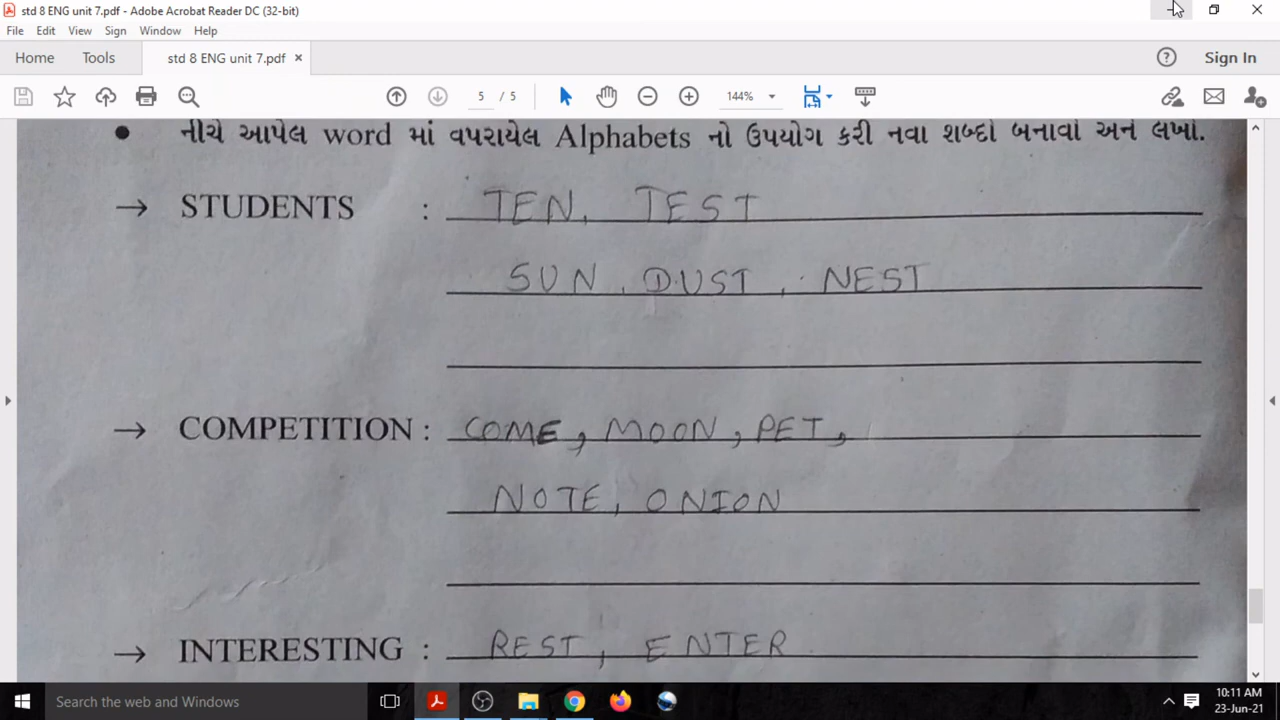 std 8 ENG unit 7.pdf - Adobe Acrobat Reader DC (32-bit)
File Edit View Sign Window Help
Home Tools std 8 ENG unit 7.pdf × Sign In
5 / 5 144%
• નીચે આપેલ word માં વપરાયેલ Alphabets નો ઉપયોગ કરી નવા શબ્દો બનાવો અને લખો.
→ STUDENTS : TEN, TEST
SUN, DUST, NEST
→ COMPETITION : COME, MOON, PET,
NOTE, ONION
→ INTERESTING : REST, ENTER
Search the web and Windows
10:11 AM
23-Jun-21